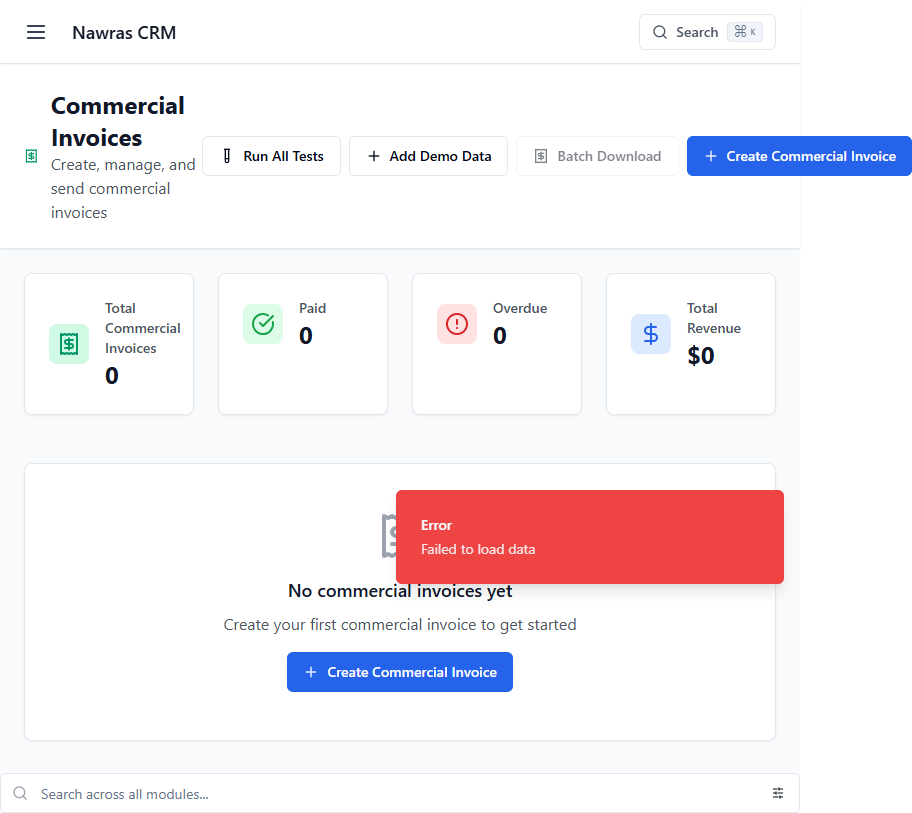 Nawras CRM
Search ⌘ K
Commercial
Invoices
Create, manage, and
send commercial
invoices
Run All Tests
Add Demo Data
Batch Download
Create Commercial Invoice
Total
Commercial
Invoices
0
Paid
0
Overdue
0
Total
Revenue
$0
Error
Failed to load data
No commercial invoices yet
Create your first commercial invoice to get started
Create Commercial Invoice
Search across all modules...